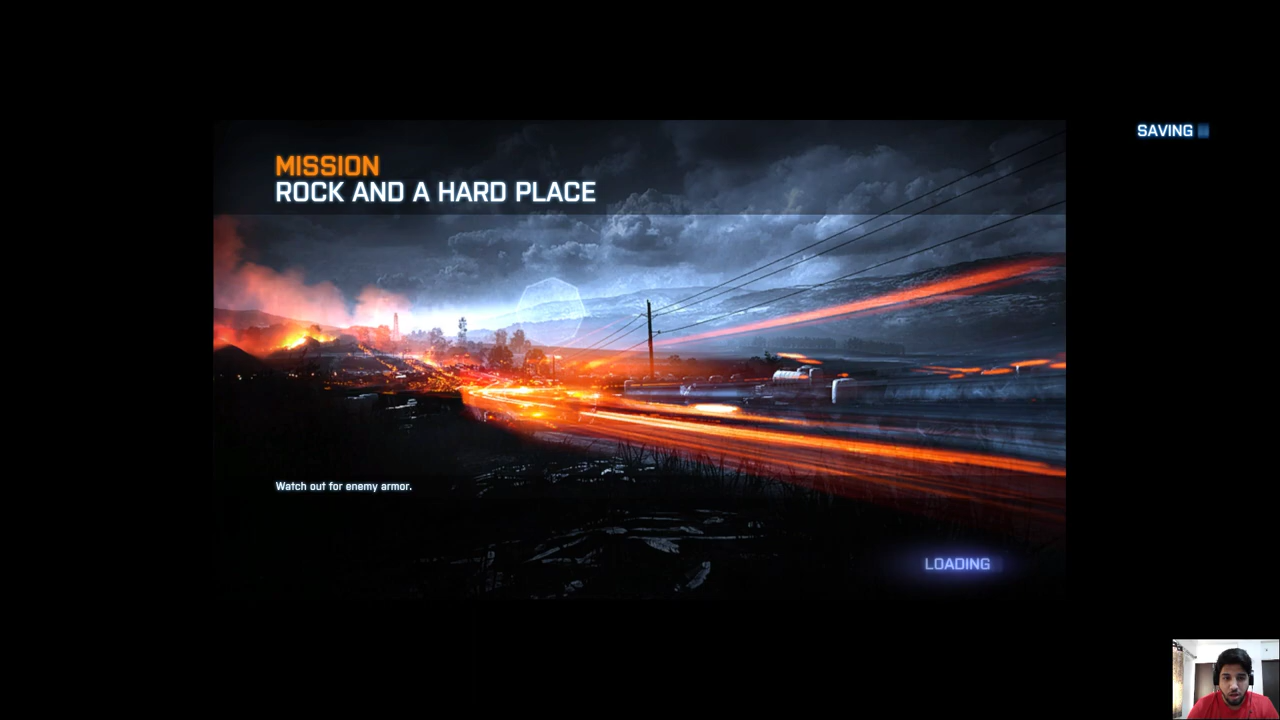 SAVING
MISSION
ROCK AND A HARD PLACE
Watch out for enemy armor.
LOADING